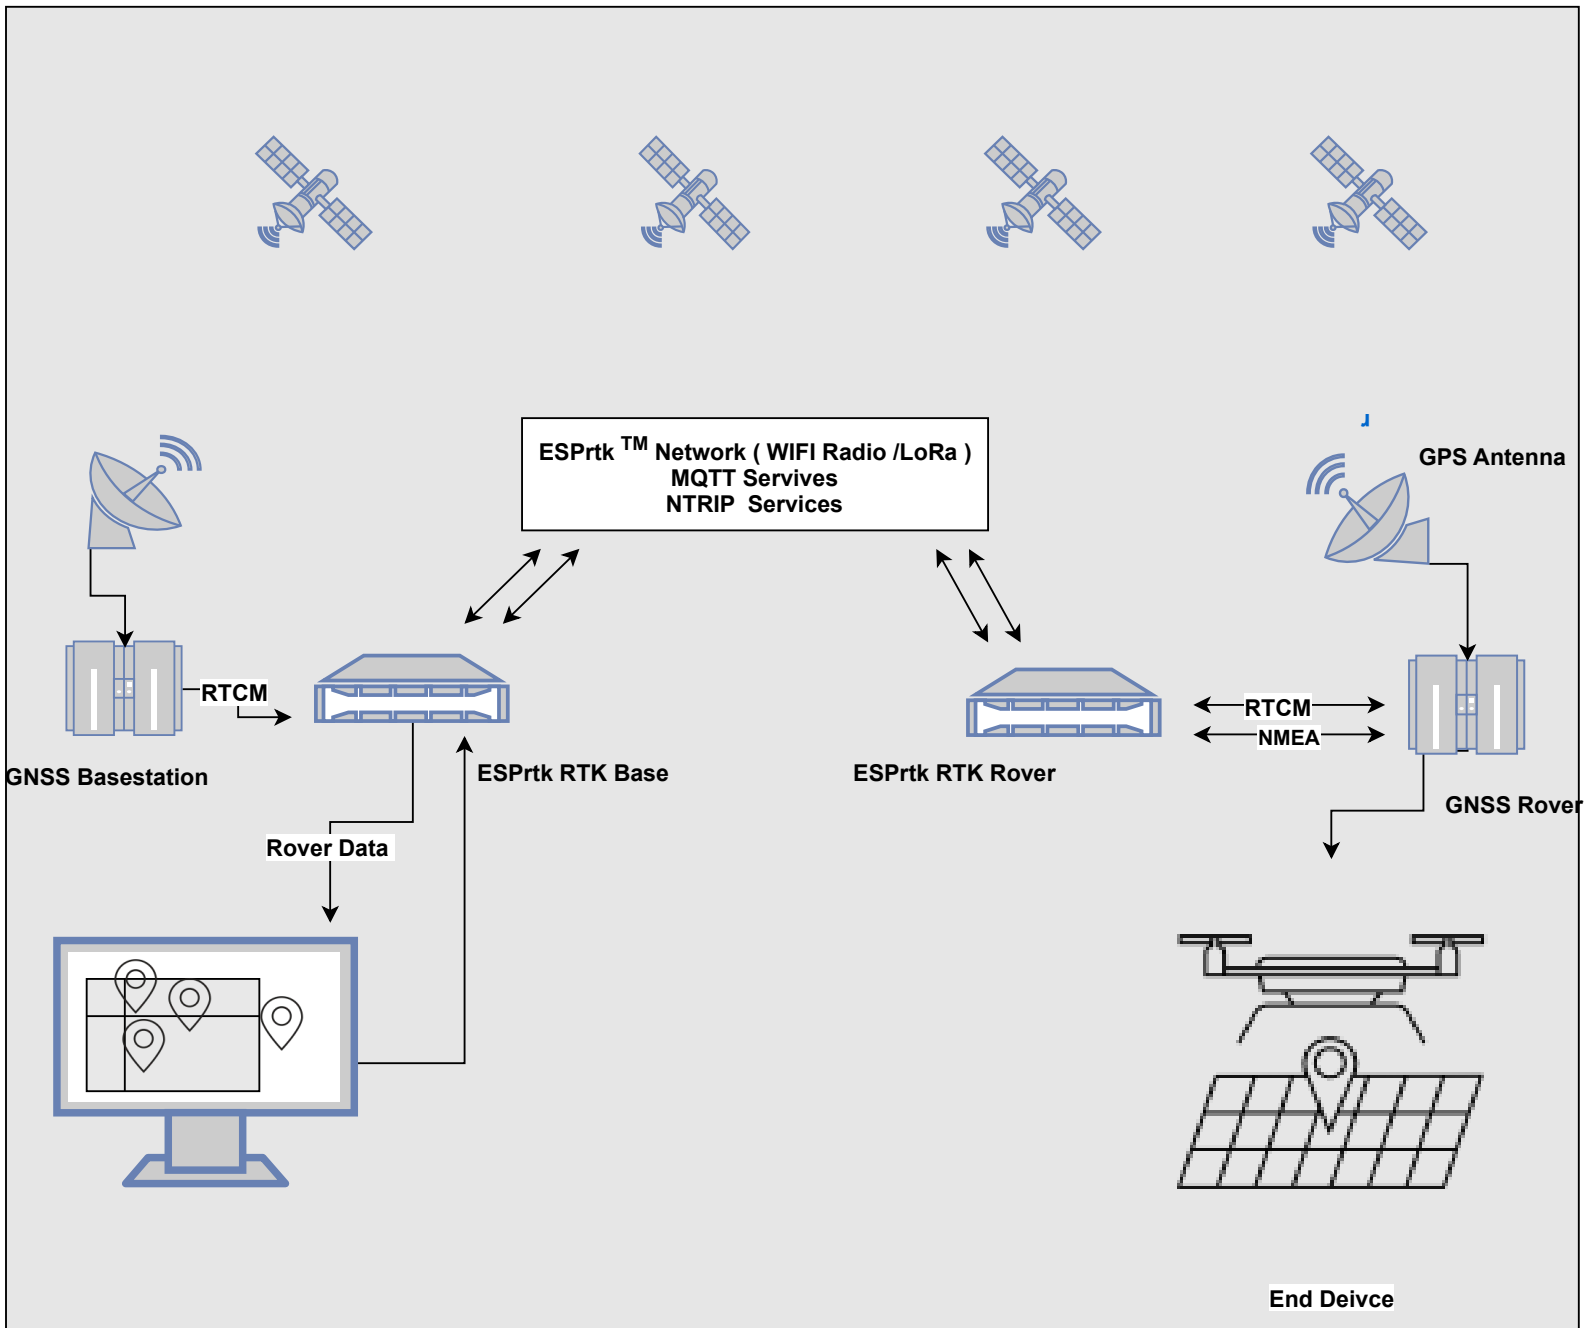 ESPrtk TM Network ( WIFI Radio /LoRa )
MQTT Servives
NTRIP Services
GPS Antenna
RTCM
GNSS Basestation
ESPrtk RTK Base
ESPrtk RTK Rover
RTCM
NMEA
GNSS Rover
Rover Data
End Deivce